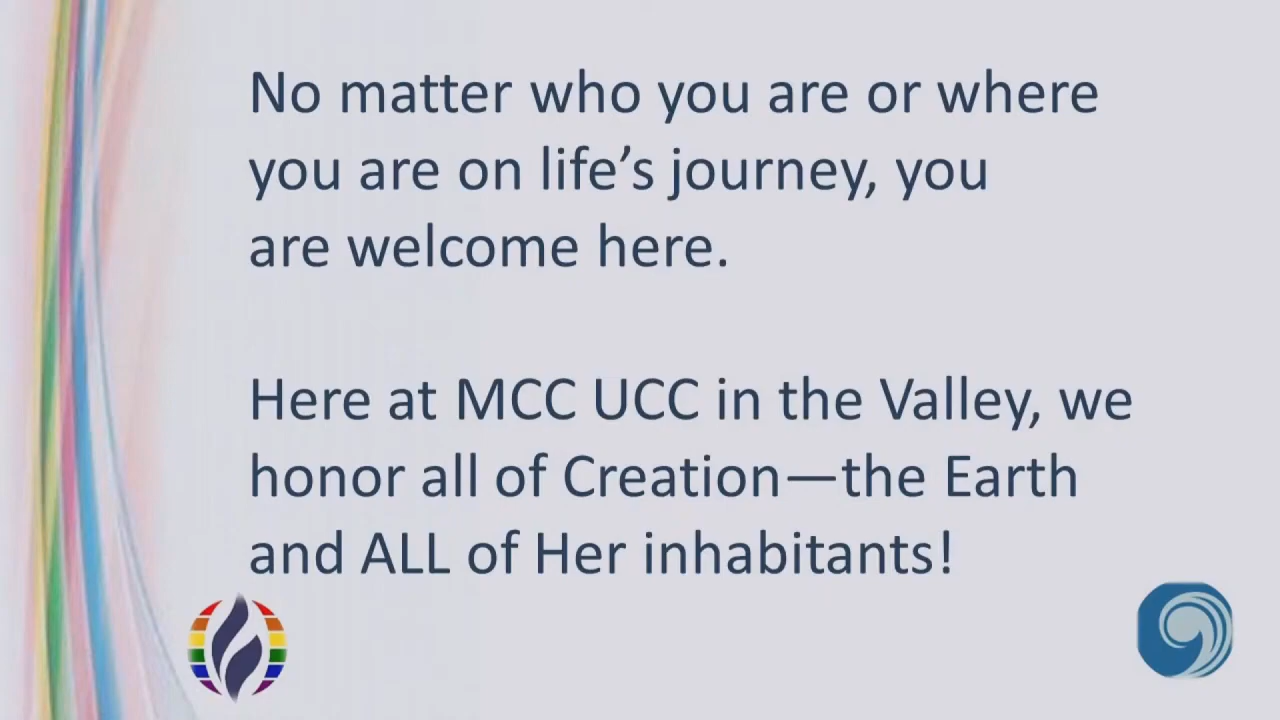 No matter who you are or where
you are on life’s journey, you
are welcome here.
Here at MCC UCC in the Valley, we
honor all of Creation—the Earth
and ALL of Her inhabitants!